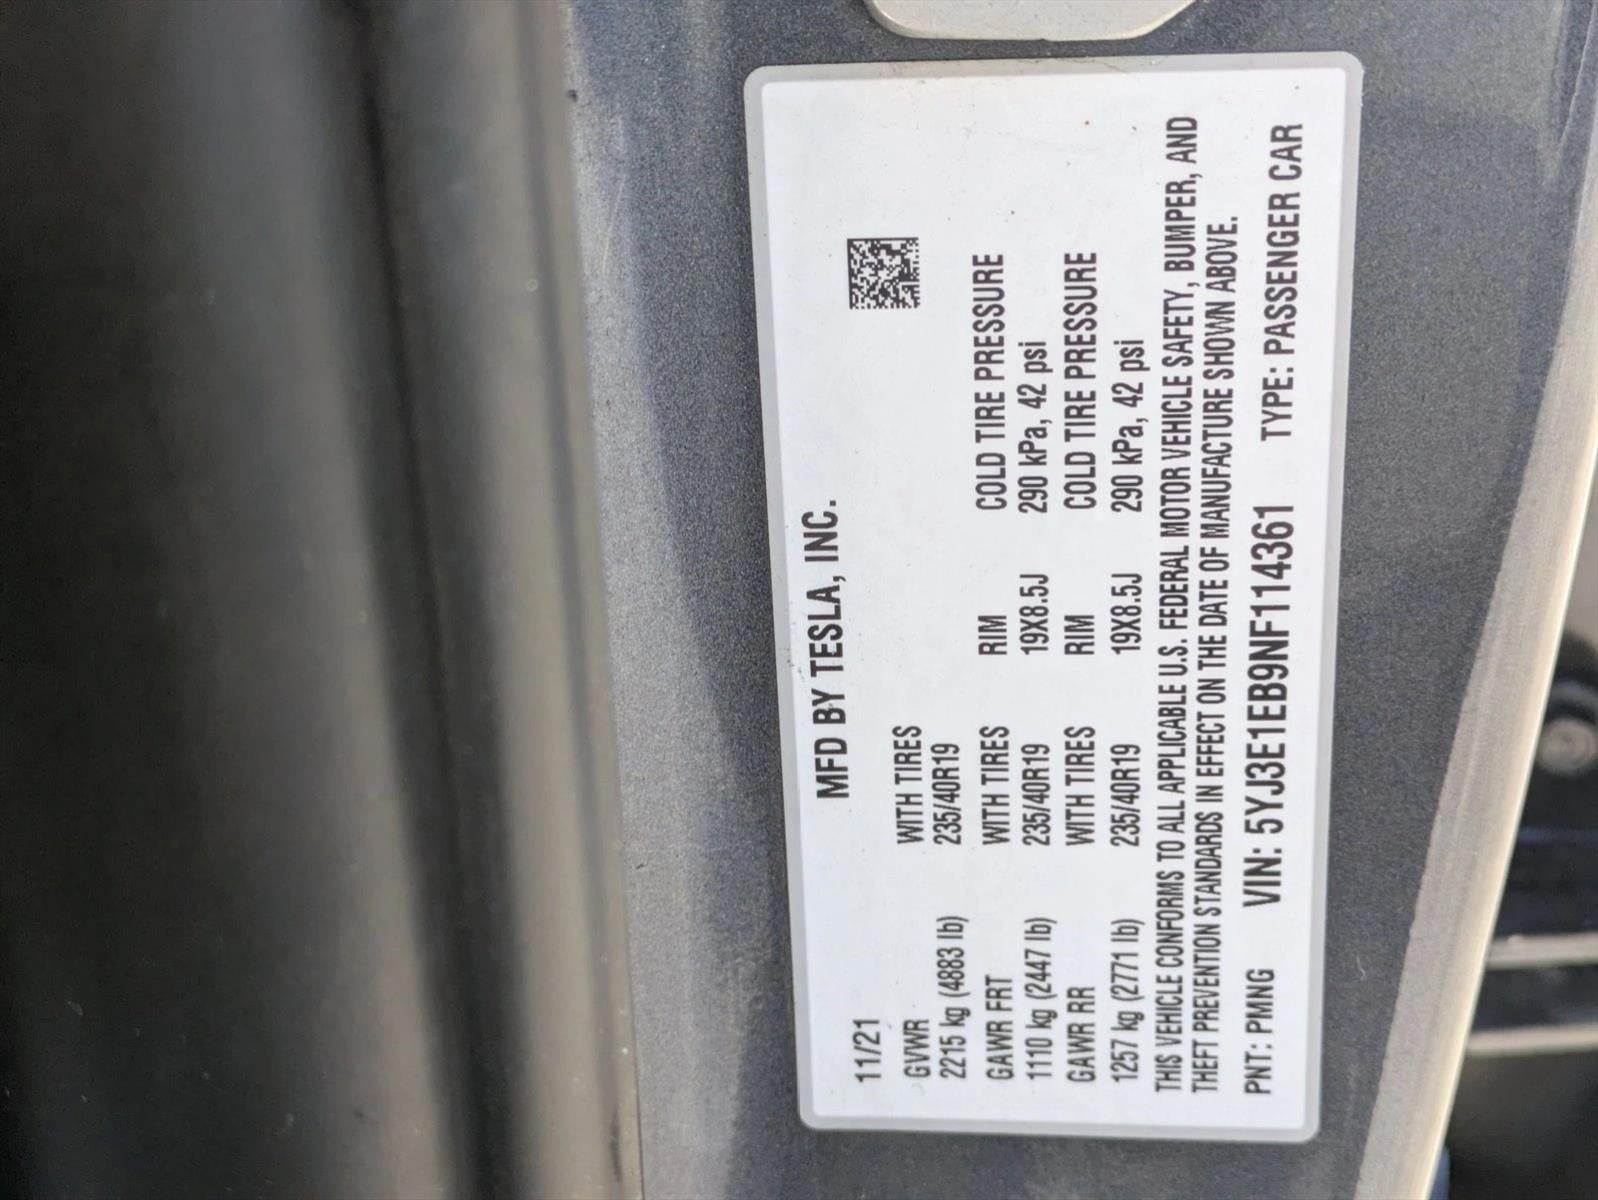 MFD BY TESLA, INC.
11/21
GVWR WITH TIRES
2215 kg (4883 lb) 235/40R19
GAWR FRT WITH TIRES RIM COLD TIRE PRESSURE
1110 kg (2447 lb) 235/40R19 19X8.5J 290 kPa, 42 psi
GAWR RR WITH TIRES RIM COLD TIRE PRESSURE
1257 kg (2771 lb) 235/40R19 19X8.5J 290 kPa, 42 psi
THIS VEHICLE CONFORMS TO ALL APPLICABLE U.S. FEDERAL MOTOR VEHICLE SAFETY, BUMPER, AND
THEFT PREVENTION STANDARDS IN EFFECT ON THE DATE OF MANUFACTURE SHOWN ABOVE.
PNT: PMNG VIN: 5YJ3E1EB9NF114361 TYPE: PASSENGER CAR